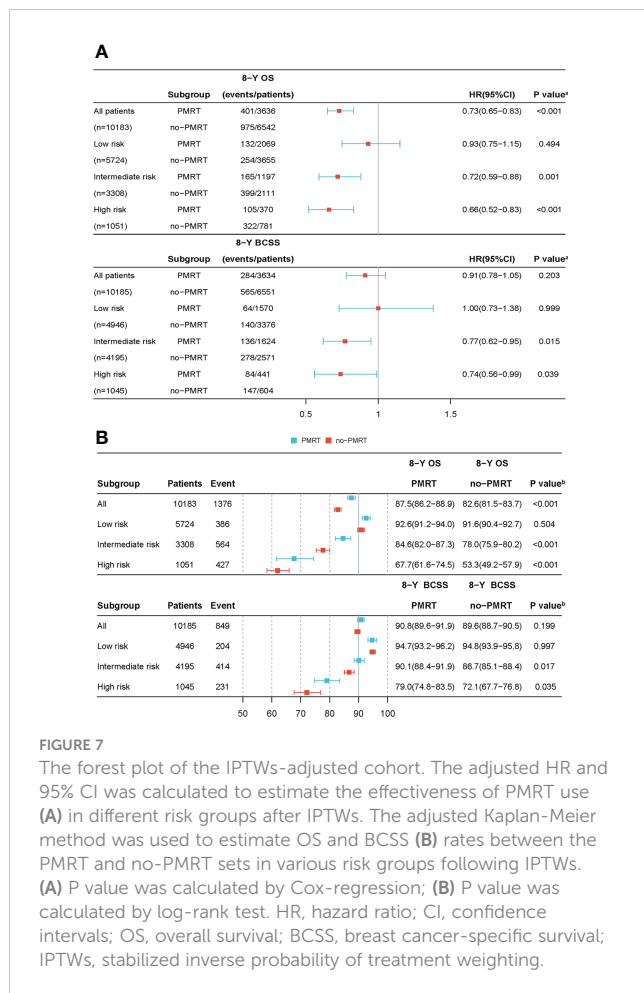 A
8-Y OS
Subgroup (events/patients) HR(95%CI) P valueᵃ
All patients PMRT 401/3636 0.73(0.65-0.83) <0.001
(n=10183) no-PMRT 975/6542
Low risk PMRT 132/2069 0.93(0.75-1.15) 0.494
(n=5724) no-PMRT 254/3655
Intermediate risk PMRT 165/1197 0.72(0.59-0.88) 0.001
(n=3308) no-PMRT 399/2111
High risk PMRT 105/370 0.66(0.52-0.83) <0.001
(n=1051) no-PMRT 322/781
8-Y BCSS
Subgroup (events/patients) HR(95%CI) P valueᵃ
All patients PMRT 284/3634 0.91(0.78-1.05) 0.203
(n=10185) no-PMRT 565/6551
Low risk PMRT 64/1570 1.00(0.73-1.38) 0.999
(n=4946) no-PMRT 140/3376
Intermediate risk PMRT 136/1624 0.77(0.62-0.95) 0.015
(n=4195) no-PMRT 278/2571
High risk PMRT 84/441 0.74(0.56-0.99) 0.039
(n=1045) no-PMRT 147/604
0.5 1 1.5
B
PMRT no-PMRT
8-Y OS 8-Y OS
Subgroup Patients Event PMRT no-PMRT P valueᵇ
All 10183 1376 87.5(86.2-88.9) 82.6(81.5-83.7) <0.001
Low risk 5724 386 92.6(91.2-94.0) 91.6(90.4-92.7) 0.504
Intermediate risk 3308 564 84.6(82.0-87.3) 78.0(75.9-80.2) <0.001
High risk 1051 427 67.7(61.6-74.5) 53.3(49.2-57.9) <0.001
8-Y BCSS 8-Y BCSS
Subgroup Patients Event PMRT no-PMRT P valueᵇ
All 10185 849 90.8(89.6-91.9) 89.6(88.7-90.5) 0.199
Low risk 4946 204 94.7(93.2-96.2) 94.8(93.9-95.8) 0.997
Intermediate risk 4195 414 90.1(88.4-91.9) 86.7(85.1-88.4) 0.017
High risk 1045 231 79.0(74.8-83.5) 72.1(67.7-76.8) 0.035
50 60 70 80 90 100
FIGURE 7
The forest plot of the IPTWs-adjusted cohort. The adjusted HR and
95% CI was calculated to estimate the effectiveness of PMRT use
(A) in different risk groups after IPTWs. The adjusted Kaplan-Meier
method was used to estimate OS and BCSS (B) rates between the
PMRT and no-PMRT sets in various risk groups following IPTWs.
(A) P value was calculated by Cox-regression; (B) P value was
calculated by log-rank test. HR, hazard ratio; CI, confidence
intervals; OS, overall survival; BCSS, breast cancer-specific survival;
IPTWs, stabilized inverse probability of treatment weighting.